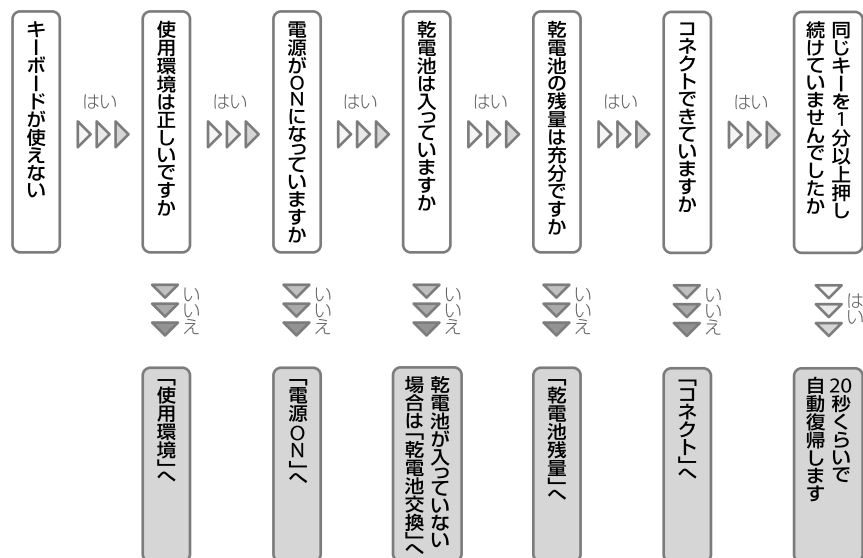 キーボードが使えない
はい
使用環境は正しいですか
はい
電源がONになっていますか
はい
乾電池は入っていますか
はい
乾電池の残量は充分ですか
はい
コネクトできていますか
はい
同じキーを1分以上押し
続けていませんでしたか
いいえ
いいえ
いいえ
いいえ
いいえ
はい
「使用環境」へ
「電源ON」へ
乾電池が入っていない
場合は「乾電池交換」へ
「乾電池残量」へ
「コネクト」へ
20秒くらいで
自動復帰します